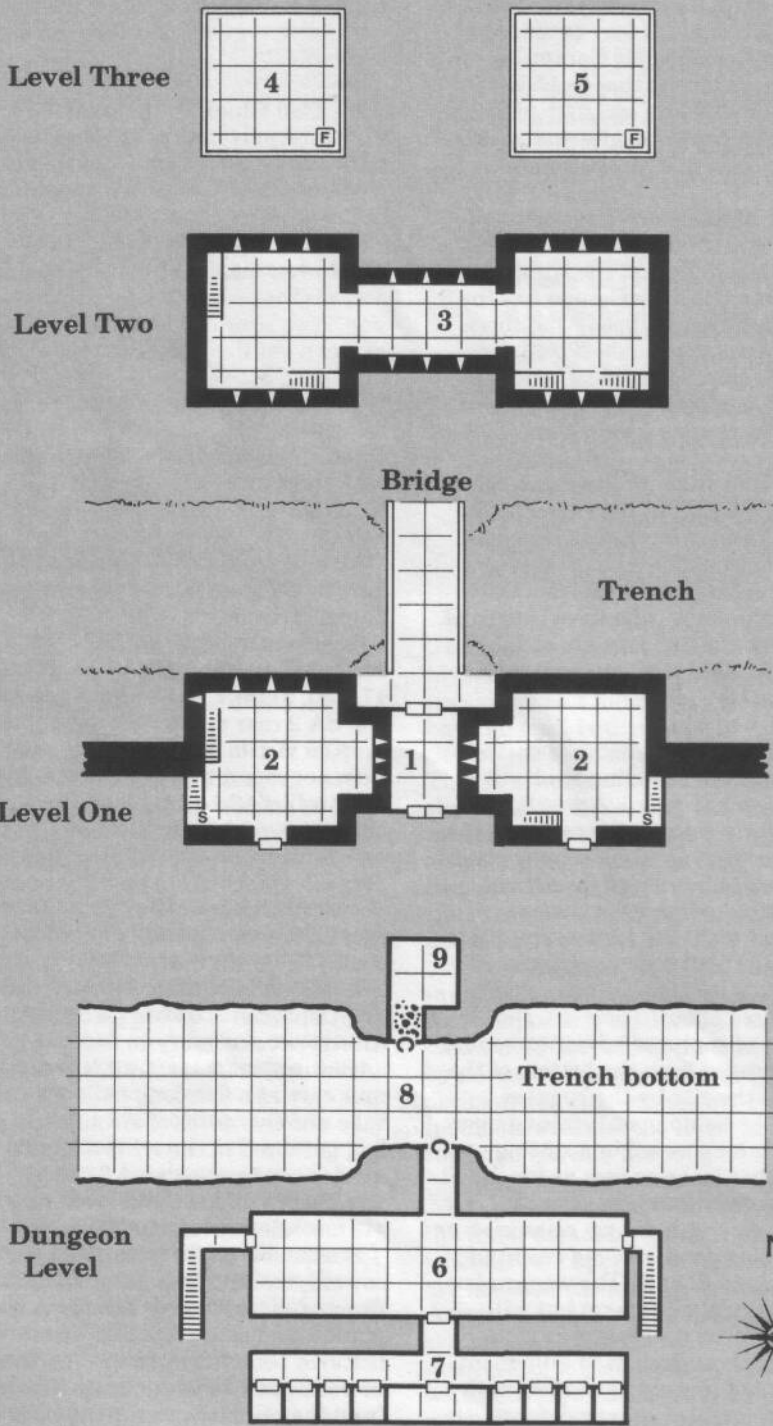 Level Three
4
5
F
F
Level Two
3
Bridge
Trench
2
1
2
Level One
S
S
9
8
Trench bottom
C
C
Dungeon
Level
6
N
7